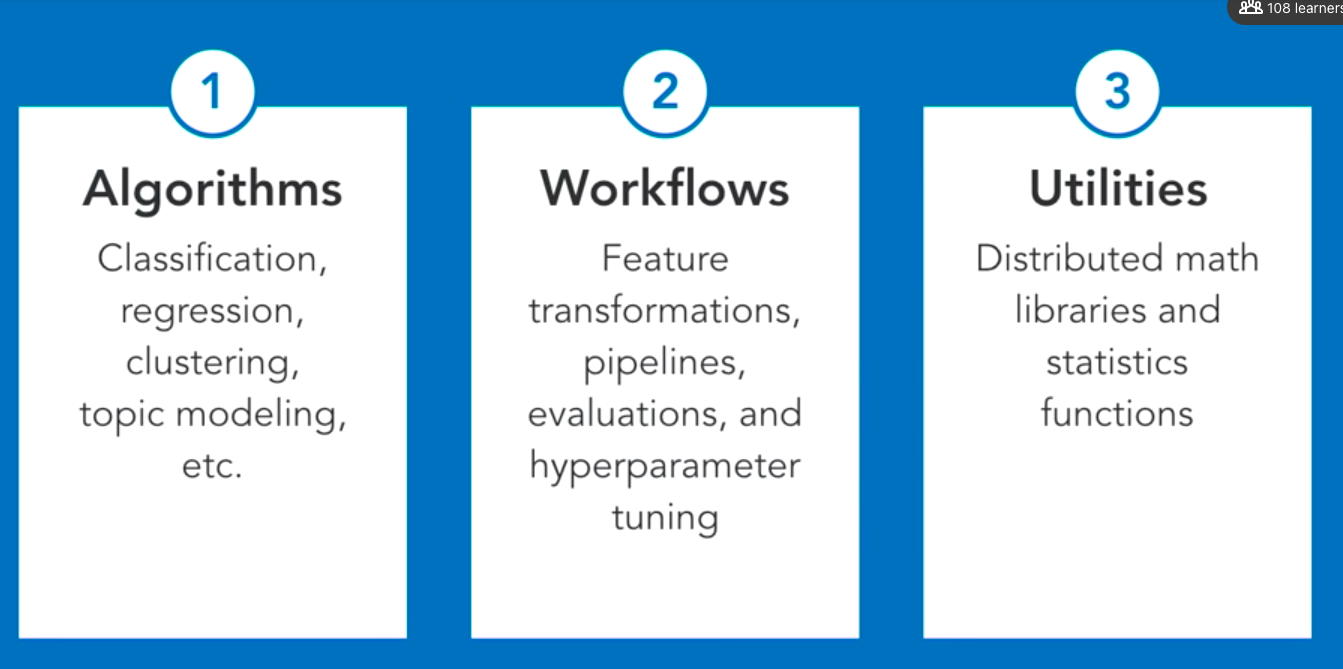 108 learners
1
Algorithms
Classification,
regression,
clustering,
topic modeling,
etc.
2
Workflows
Feature
transformations,
pipelines,
evaluations, and
hyperparameter
tuning
3
Utilities
Distributed math
libraries and
statistics
functions